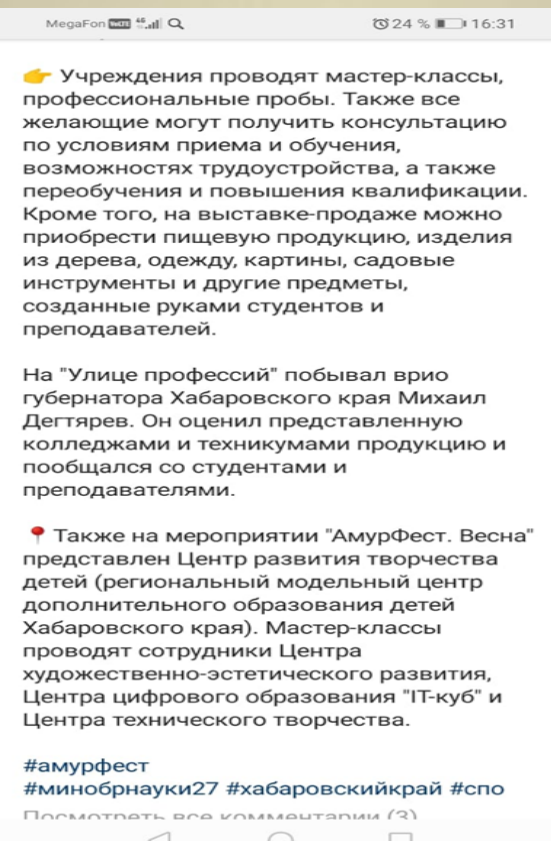 MegaFon VoLTE 4G 24 % 16:31
👉 Учреждения проводят мастер-классы,
профессиональные пробы. Также все
желающие могут получить консультацию
по условиям приема и обучения,
возможностях трудоустройства, а также
переобучения и повышения квалификации.
Кроме того, на выставке-продаже можно
приобрести пищевую продукцию, изделия
из дерева, одежду, картины, садовые
инструменты и другие предметы,
созданные руками студентов и
преподавателей.
На "Улице профессий" побывал врио
губернатора Хабаровского края Михаил
Дегтярев. Он оценил представленную
колледжами и техникумами продукцию и
пообщался со студентами и
преподавателями.
📍 Также на мероприятии "АмурФест. Весна"
представлен Центр развития творчества
детей (региональный модельный центр
дополнительного образования детей
Хабаровского края). Мастер-классы
проводят сотрудники Центра
художественно-эстетического развития,
Центра цифрового образования "IT-куб" и
Центра технического творчества.
#амурфест
#минобрнауки27 #хабаровскийкрай #спо
Посмотреть все комментарии (3)